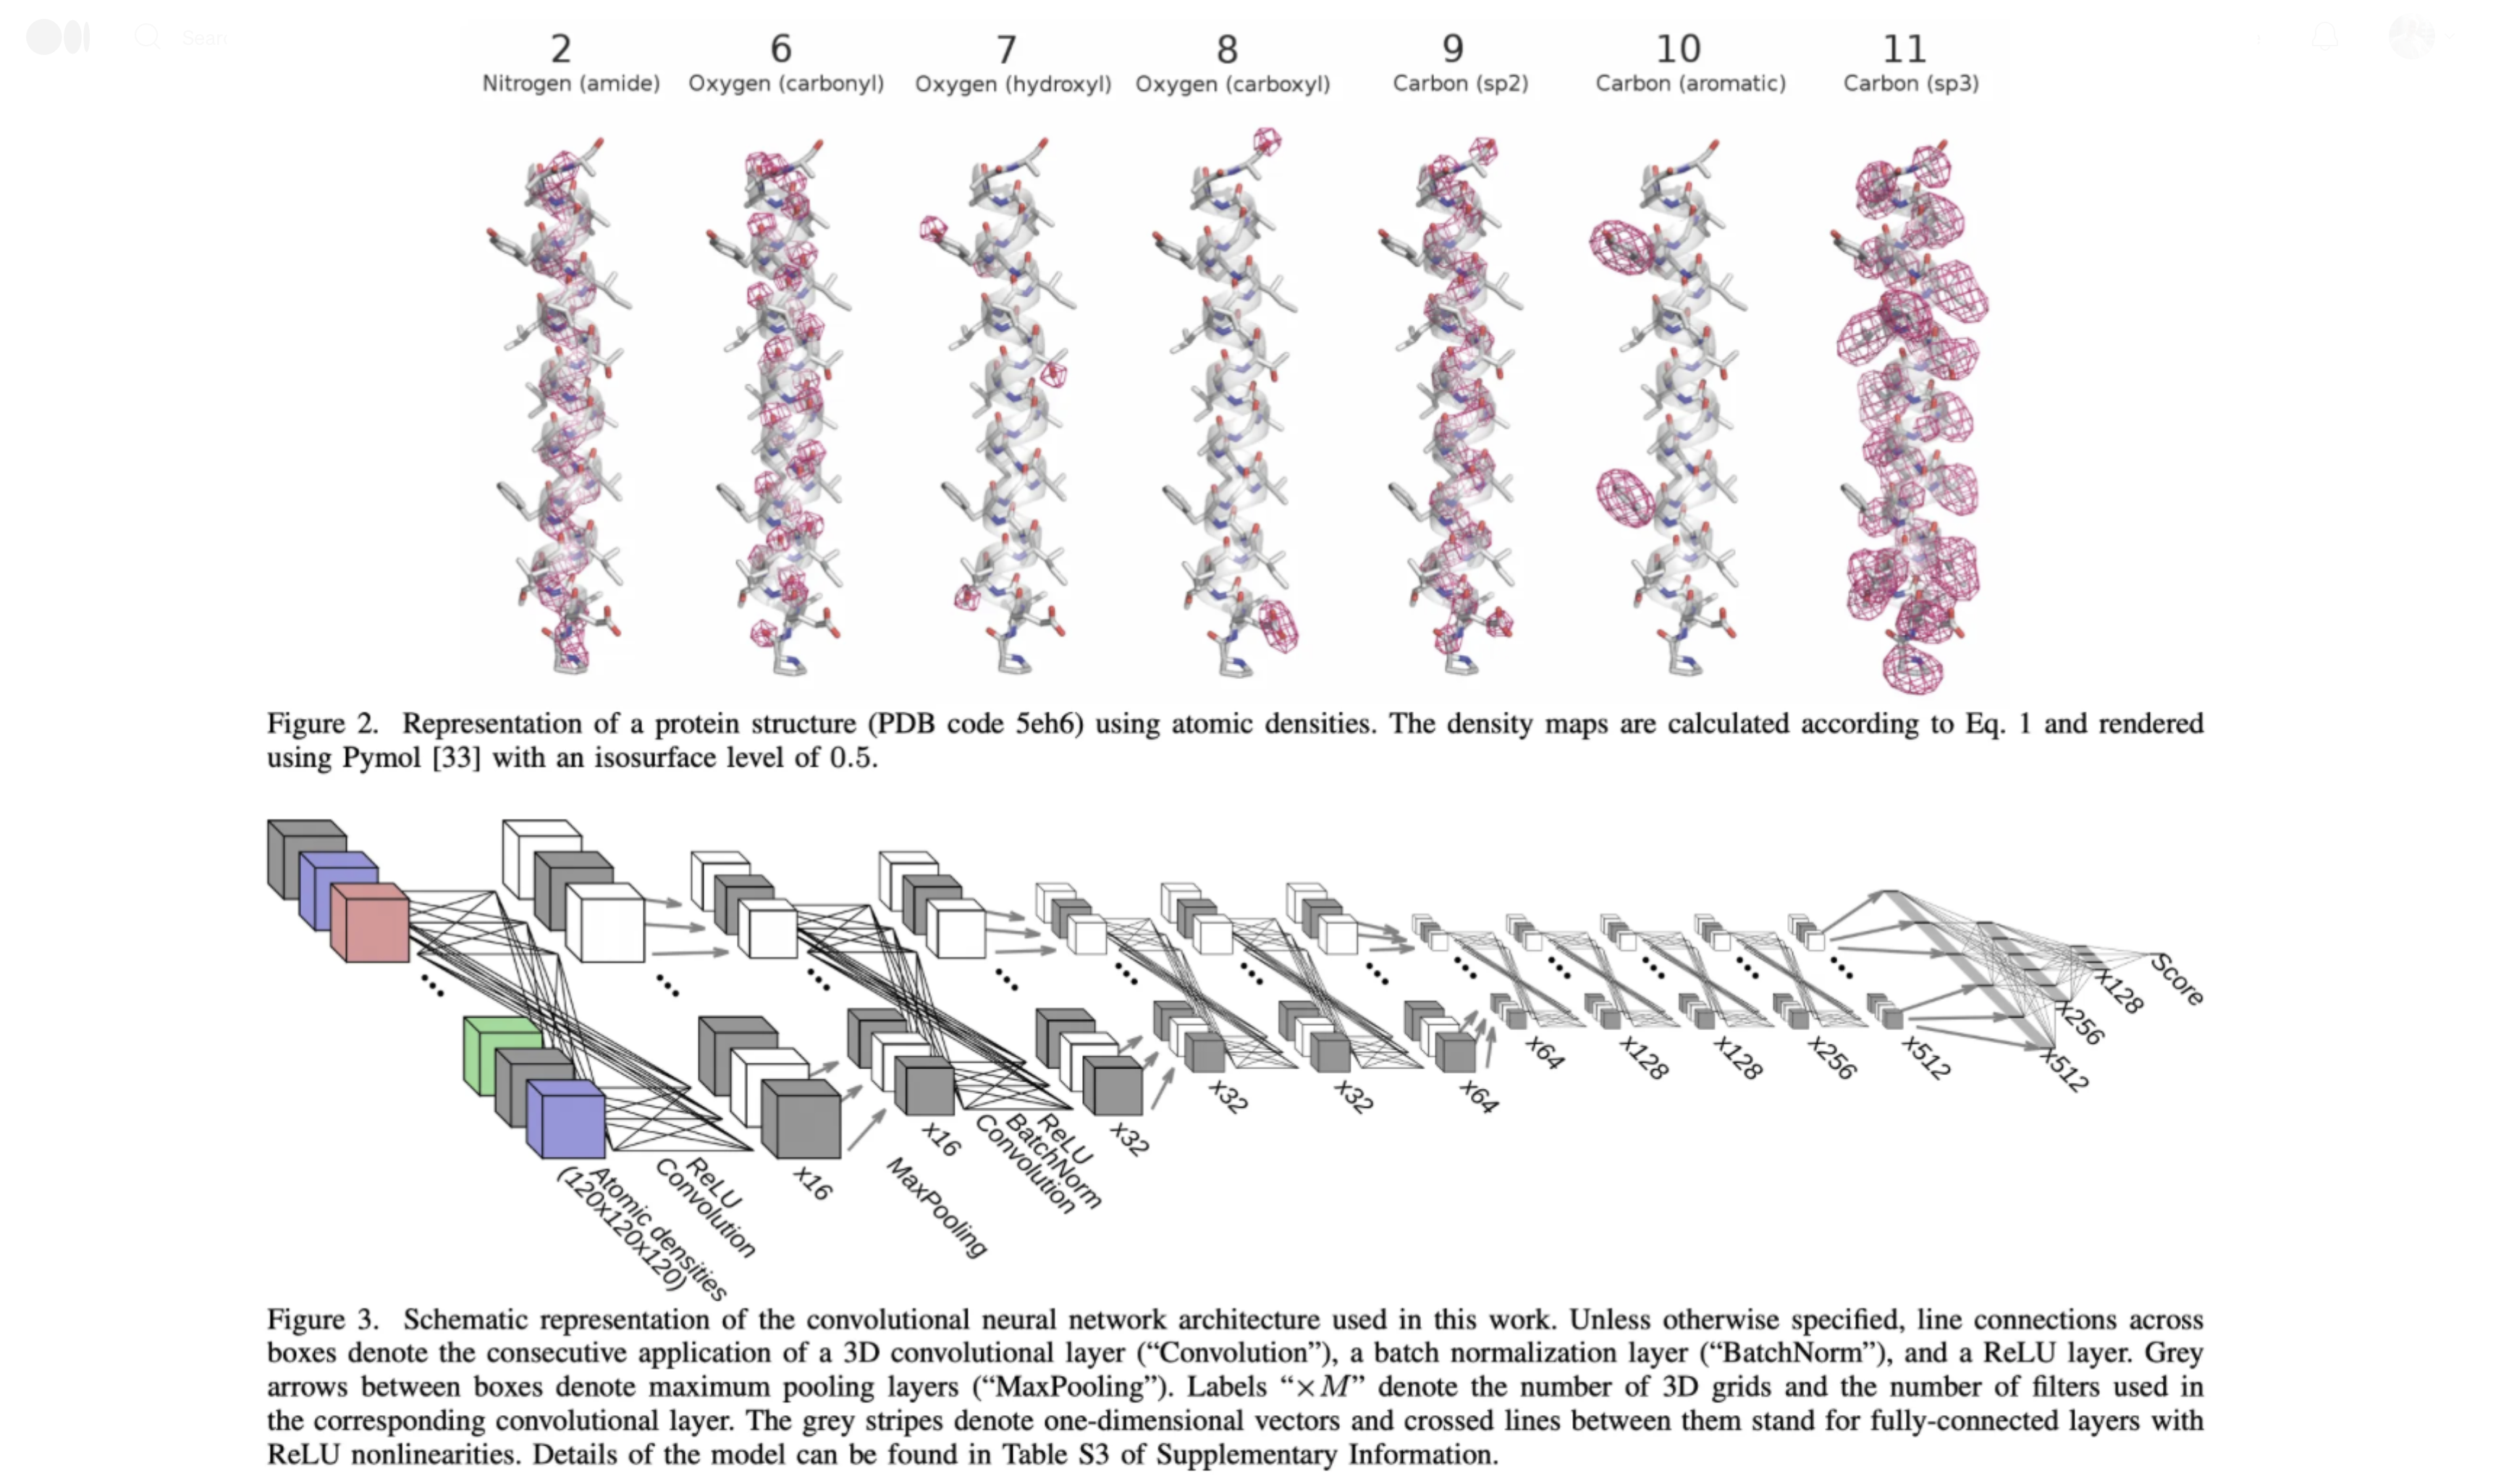 Sear
2 6 7 8 9 10 11
Nitrogen (amide) Oxygen (carbonyl) Oxygen (hydroxyl) Oxygen (carboxyl) Carbon (sp2) Carbon (aromatic) Carbon (sp3)
Figure 2. Representation of a protein structure (PDB code 5eh6) using atomic densities. The density maps are calculated according to Eq. 1 and rendered
using Pymol [33] with an isosurface level of 0.5.
Atomic densities
(120x120x120)
ReLU
Convolution
x16
MaxPooling
x16
ReLU
BatchNorm
Convolution
x32
x32
x32
x64
x64
x128
x128
x256
x512
x512
x256
x128
Score
Figure 3. Schematic representation of the convolutional neural network architecture used in this work. Unless otherwise specified, line connections across
boxes denote the consecutive application of a 3D convolutional layer (“Convolution”), a batch normalization layer (“BatchNorm”), and a ReLU layer. Grey
arrows between boxes denote maximum pooling layers (“MaxPooling”). Labels “×M” denote the number of 3D grids and the number of filters used in
the corresponding convolutional layer. The grey stripes denote one-dimensional vectors and crossed lines between them stand for fully-connected layers with
ReLU nonlinearities. Details of the model can be found in Table S3 of Supplementary Information.